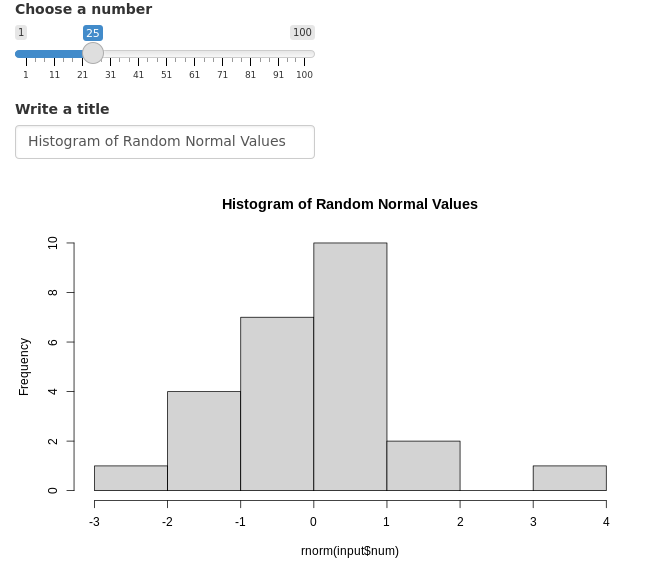 Choose a number
1 25 100
1 11 21 31 41 51 61 71 81 91 100
Write a title
Histogram of Random Normal Values
Histogram of Random Normal Values
10
8
6
4
2
0
Frequency
-3 -2 -1 0 1 2 3 4
rnorm(input$num)